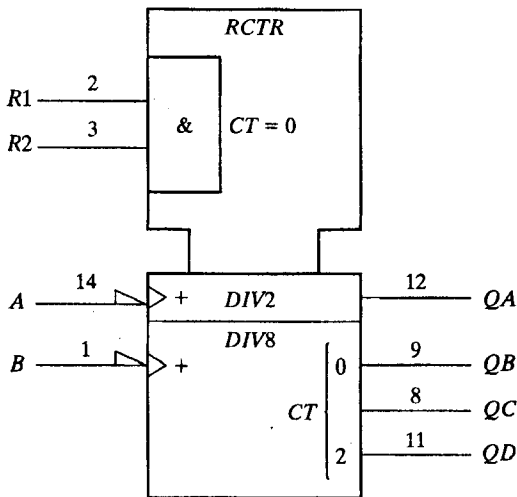 RCTR
R1 2
R2 3
& CT = 0
A 14 + DIV2 12 QA
B 1 + DIV8 0 9 QB
CT 8 QC
2 11 QD